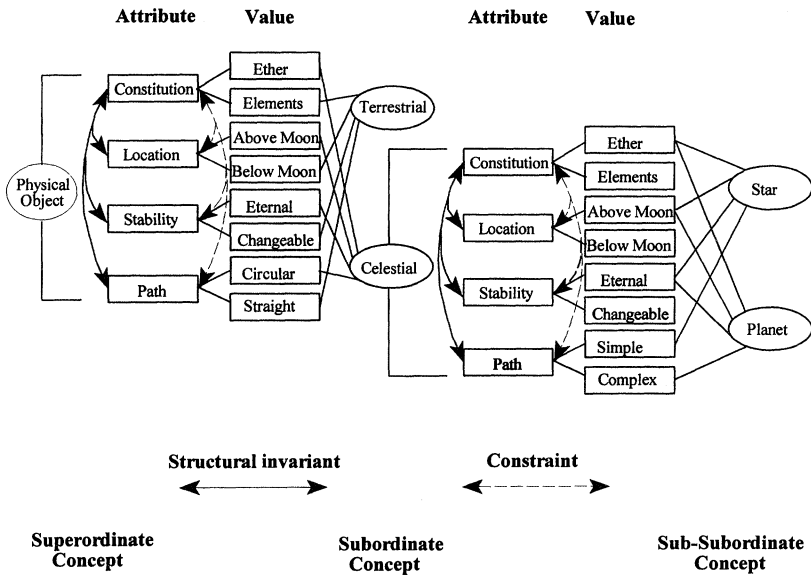 Attribute
Value
Attribute
Value
Physical
Object
Constitution
Location
Stability
Path
Ether
Elements
Above Moon
Below Moon
Eternal
Changeable
Circular
Straight
Terrestrial
Celestial
Constitution
Location
Stability
Path
Ether
Elements
Above Moon
Below Moon
Eternal
Changeable
Simple
Complex
Star
Planet
Structural invariant
Constraint
Superordinate
Concept
Subordinate
Concept
Sub-Subordinate
Concept